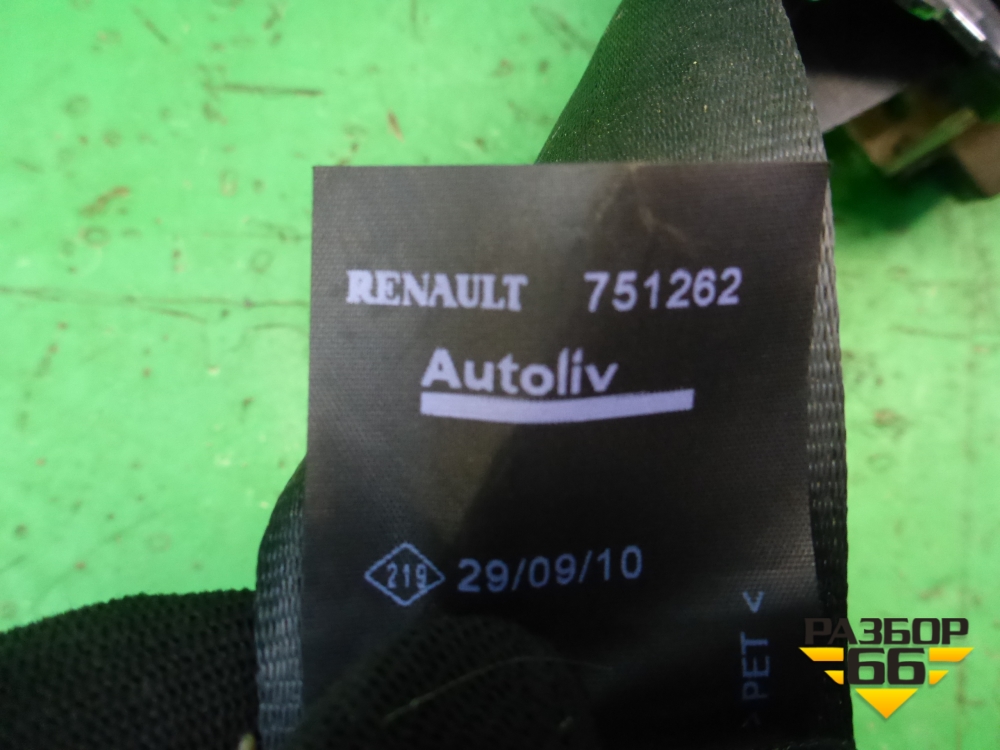 RENAULT 751262
Autoliv
219 29/09/10
>PET<
РАЗБОР
66